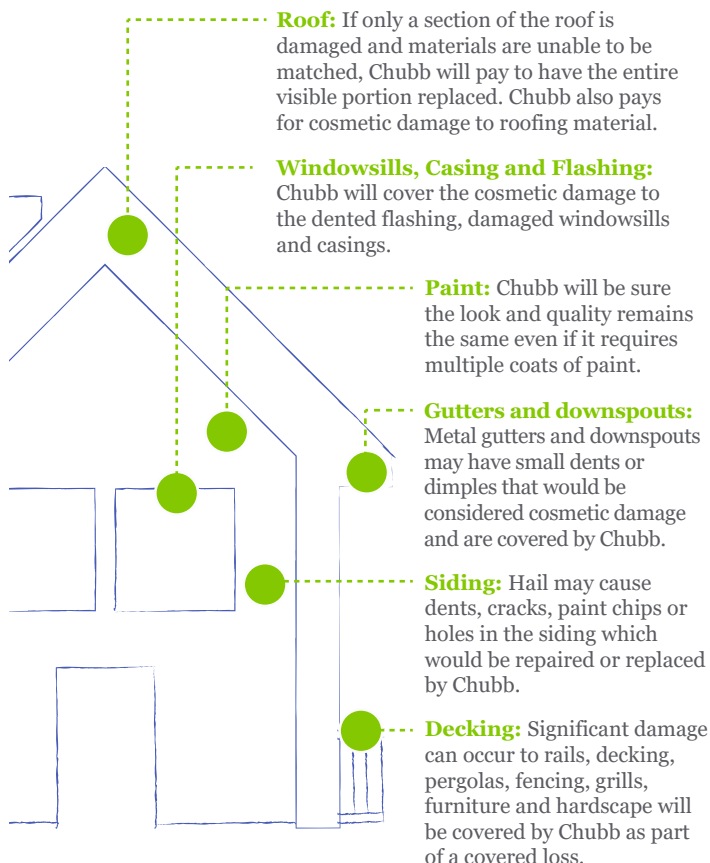 Roof: If only a section of the roof is
damaged and materials are unable to be
matched, Chubb will pay to have the entire
visible portion replaced. Chubb also pays
for cosmetic damage to roofing material.
Windowsills, Casing and Flashing:
Chubb will cover the cosmetic damage to
the dented flashing, damaged windowsills
and casings.
Paint: Chubb will be sure
the look and quality remains
the same even if it requires
multiple coats of paint.
Gutters and downspouts:
Metal gutters and downspouts
may have small dents or
dimples that would be
considered cosmetic damage
and are covered by Chubb.
Siding: Hail may cause
dents, cracks, paint chips or
holes in the siding which
would be repaired or replaced
by Chubb.
Decking: Significant damage
can occur to rails, decking,
pergolas, fencing, grills,
furniture and hardscape will
be covered by Chubb as part
of a covered loss.